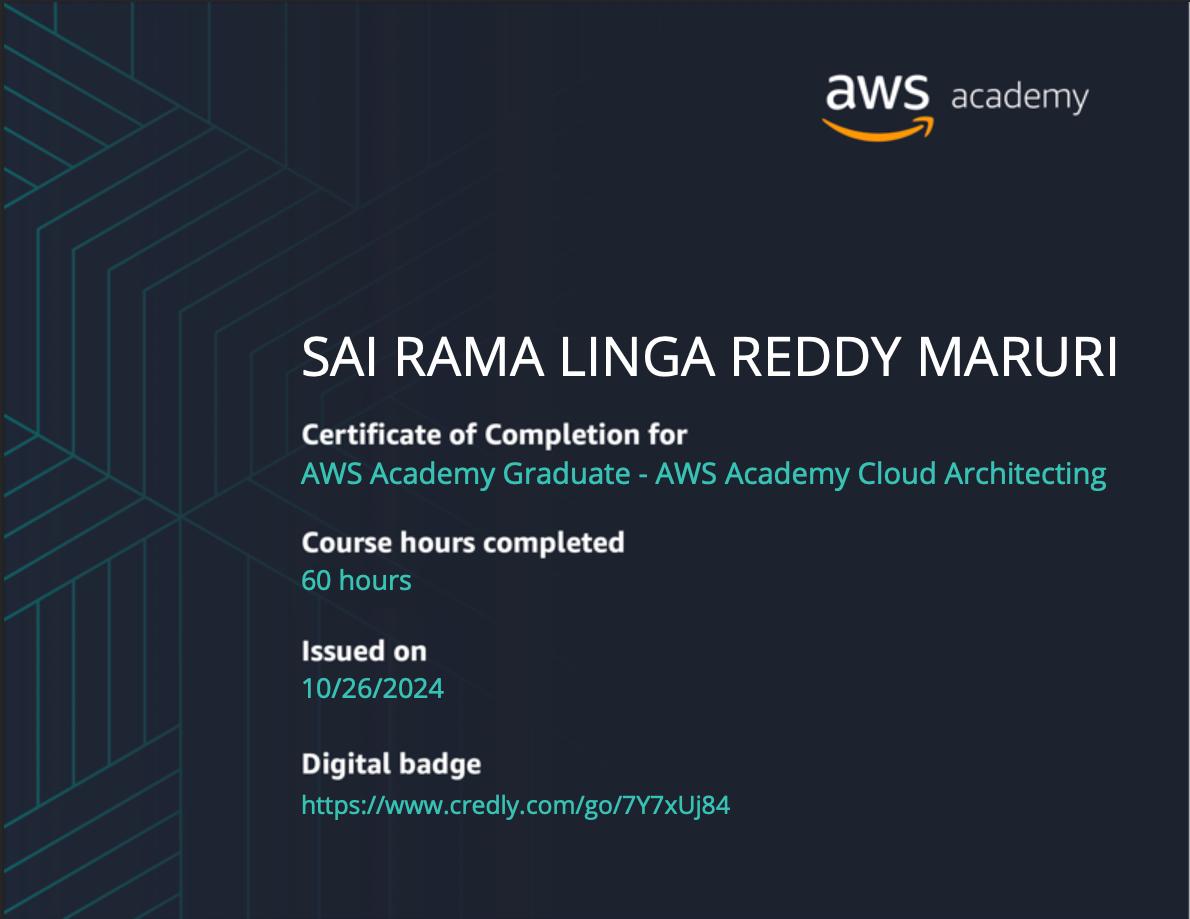 aws academy
SAI RAMA LINGA REDDY MARURI
Certificate of Completion for
AWS Academy Graduate - AWS Academy Cloud Architecting
Course hours completed
60 hours
Issued on
10/26/2024
Digital badge
https://www.credly.com/go/7Y7xUj84